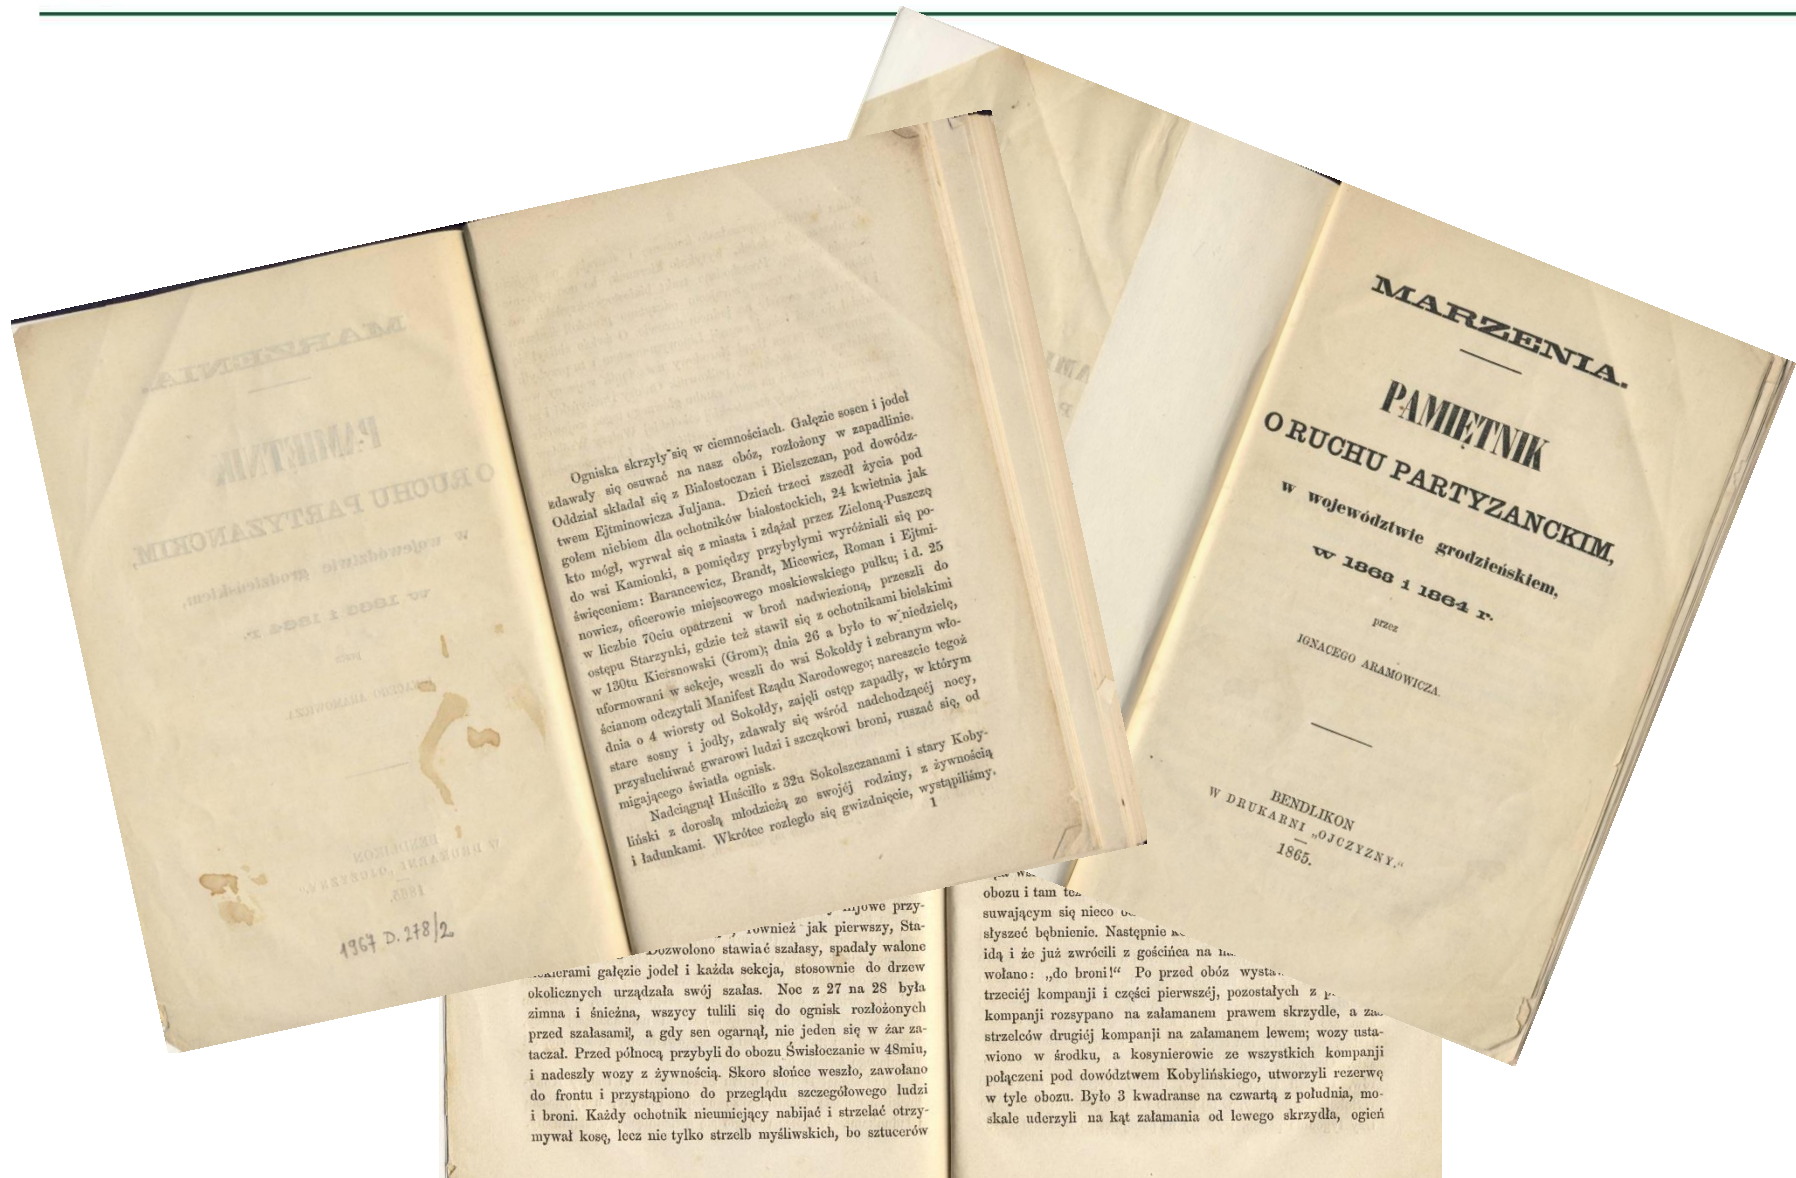 MARZENIA.
PAMIĘTNIK
O RUCHU PARTYZANCKIM,
w województwie grodzieńskiem,
w 1863 i 1864 r.
przez
IGNACEGO ARAMOWICZA.
BENDLIKON
W DRUKARNI „OJCZYZNY.“
1865.
1967 D. 278/2
Ogniska skrzyły się w ciemnościach. Gałęzie sosen i jodeł
zdawały się osuwać na nasz obóz, rozłożony w zapadlinie.
Oddział składał się z Białostoczan i Bielszczan, pod dowódz-
twem Ejtminowicza Juljana. Dzień trzeci zszedł życia pod
gołem niebiem dla ochotników białostockich, 24 kwietnia jak
kto mógł, wyrwał się z miasta i zdążał przez Zieloną-Puszczę
do wsi Kamionki, a pomiędzy przybyłymi wyróżniali się po-
święceniem: Barancewicz, Brandt, Micewicz, Roman i Ejtmi-
nowicz, oficerowie miejscowego moskiewskiego pułku; i d. 25
w liczbie 70ciu opatrzeni w broń nadwiezioną, przeszli do
ostępu Starzynki, gdzie też stawił się z ochotnikami bielskimi
w 130tu Kiersnowski (Grom); dnia 26 a było to w niedzielę,
uformowani w sekcje, weszli do wsi Sokołdy i zebranym wło-
ścianom odczytali Manifest Rządu Narodowego; nareszcie tegoż
dnia o 4 wiorsty od Sokołdy, zajęli ostęp zapadły, w którym
stare sosny i jodły, zdawały się wśród nadchodzącéj nocy,
przysłuchiwać gwarowi ludzi i szczękowi broni, ruszać się, od
migającego światła ognisk.
Nadciągnął Huściłło z 32u Sokolszczanami i stary Koby-
liński z dorosłą młodzieżą ze swojéj rodziny, z żywnością
i ładunkami. Wkrótce rozległo się gwizdnięcie, wystąpiliśmy.
1
przy-
również jak pierwszy, Sta-
Dozwolono stawiać szałasy, spadały walone
gałęzie jodeł i każda sekcja, stosownie do drzew
okolicznych urządzała swój szałas. Noc z 27 na 28 była
zimna i śnieżna, wszycy tulili się do ognisk rozłożonych
przed szałasami, a gdy sen ogarnął, nie jeden się w żar za-
taczał. Przed północą przybyli do obozu Świsłoczanie w 48miu,
i nadeszły wozy z żywnością. Skoro słońce weszło, zawołano
do frontu i przystąpiono do przeglądu szczegółowego ludzi
i broni. Każdy ochotnik nieumiejący nabijać i strzelać otrzy-
mywał kosę, lecz nie tylko strzelb myśliwskich, bo sztucerów
obozu i tam też
suwającym się nieco
słyszeć bębnienie. Następnie
idą i że już zwrócili z gościńca na
wołano: „do broni!“ Po przed obóz
trzeciéj kompanji i części pierwszéj, pozostałych z
kompanji rozsypano na załamanem prawem skrzydle, a zaś
strzelców drugiéj kompanji na załamanem lewem; wozy usta-
wiono w środku, a kosynierowie ze wszystkich kompanji
połączeni pod dowództwem Kobylińskiego, utworzyli rezerwę
w tyle obozu. Było 3 kwadranse na czwartą z południa, mo-
skale uderzyli na kąt załamania od lewego skrzydła, ogień